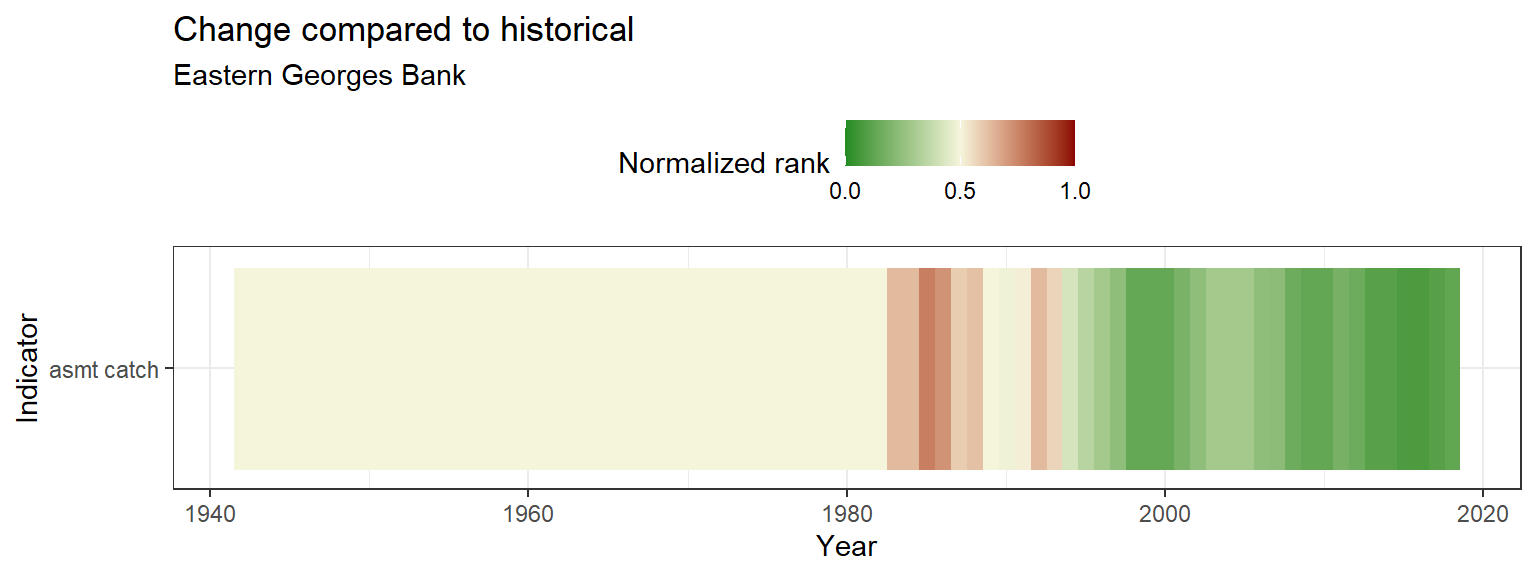 Change compared to historical
Eastern Georges Bank
Normalized rank
0.0 0.5 1.0
Indicator
asmt catch
1940 1960 1980 2000 2020
Year